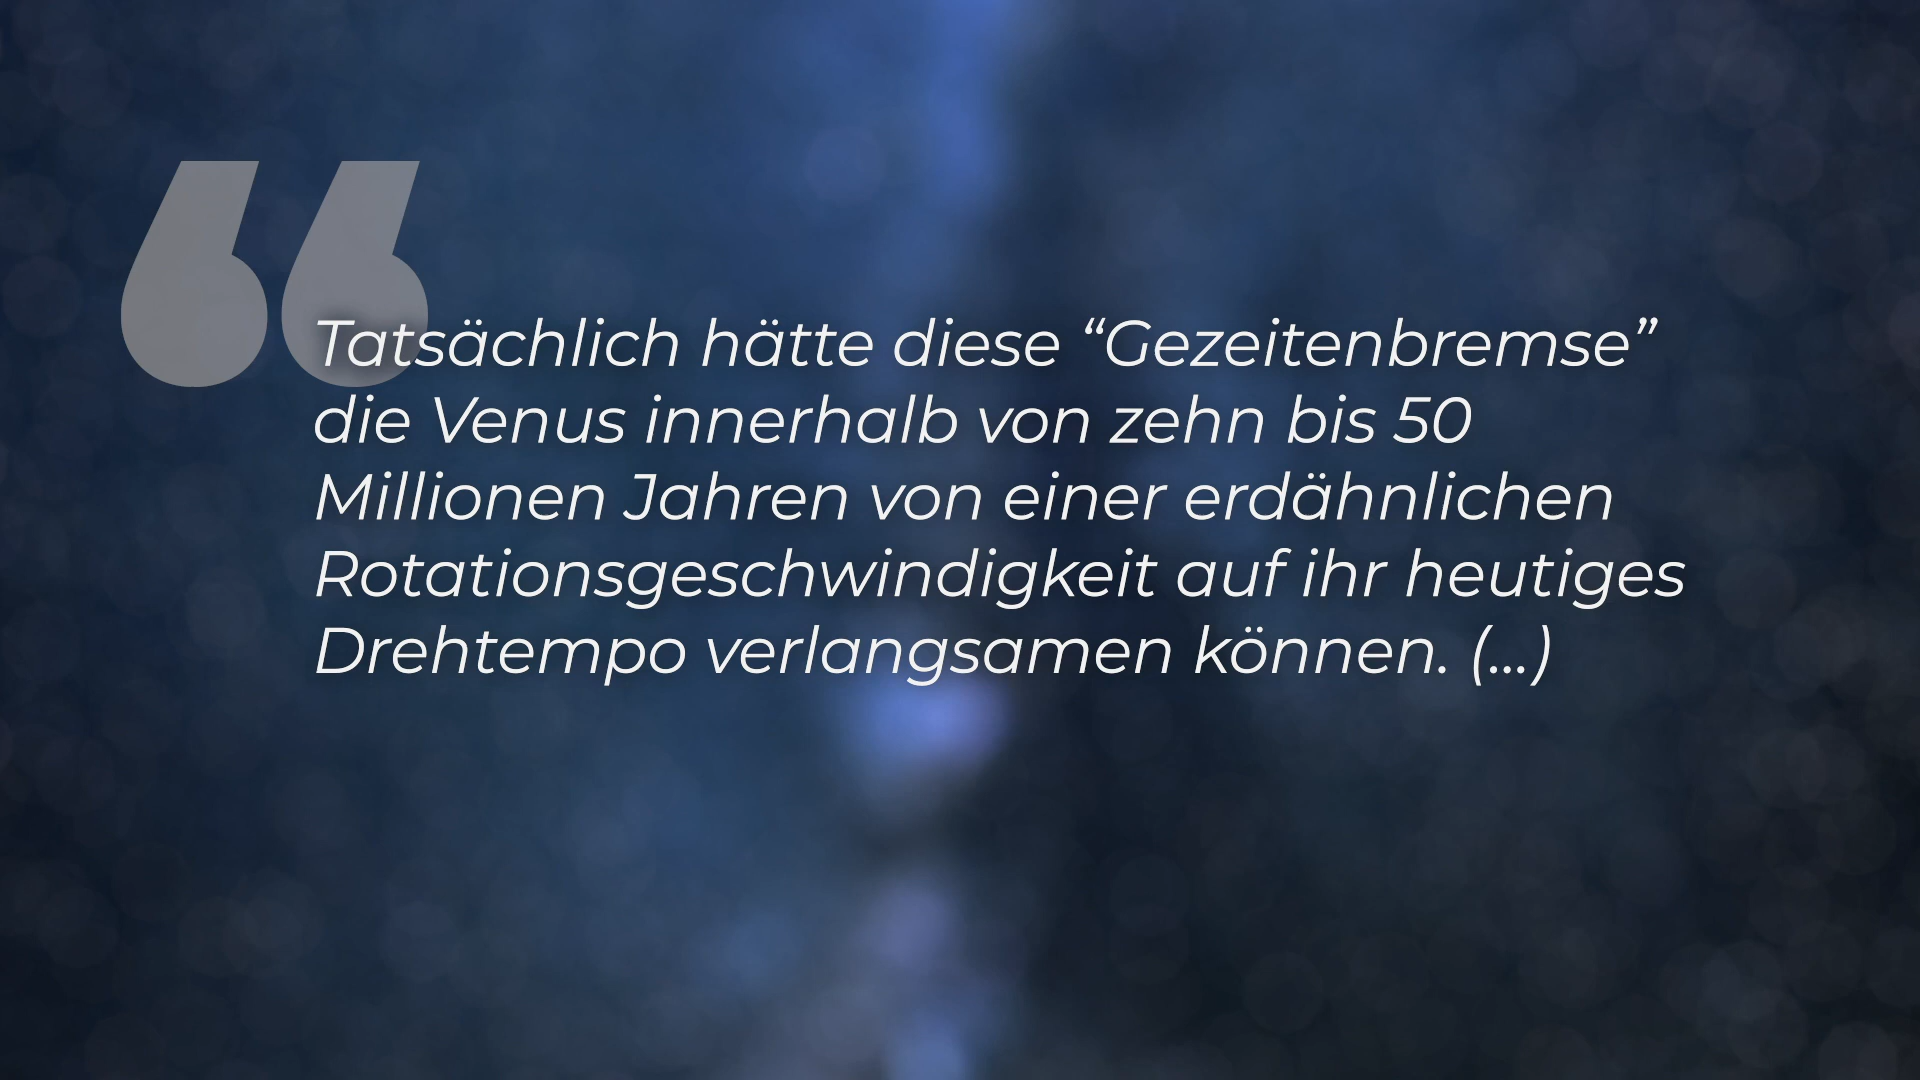 Tatsächlich hätte diese “Gezeitenbremse”
die Venus innerhalb von zehn bis 50
Millionen Jahren von einer erdähnlichen
Rotationsgeschwindigkeit auf ihr heutiges
Drehtempo verlangsamen können. (...)